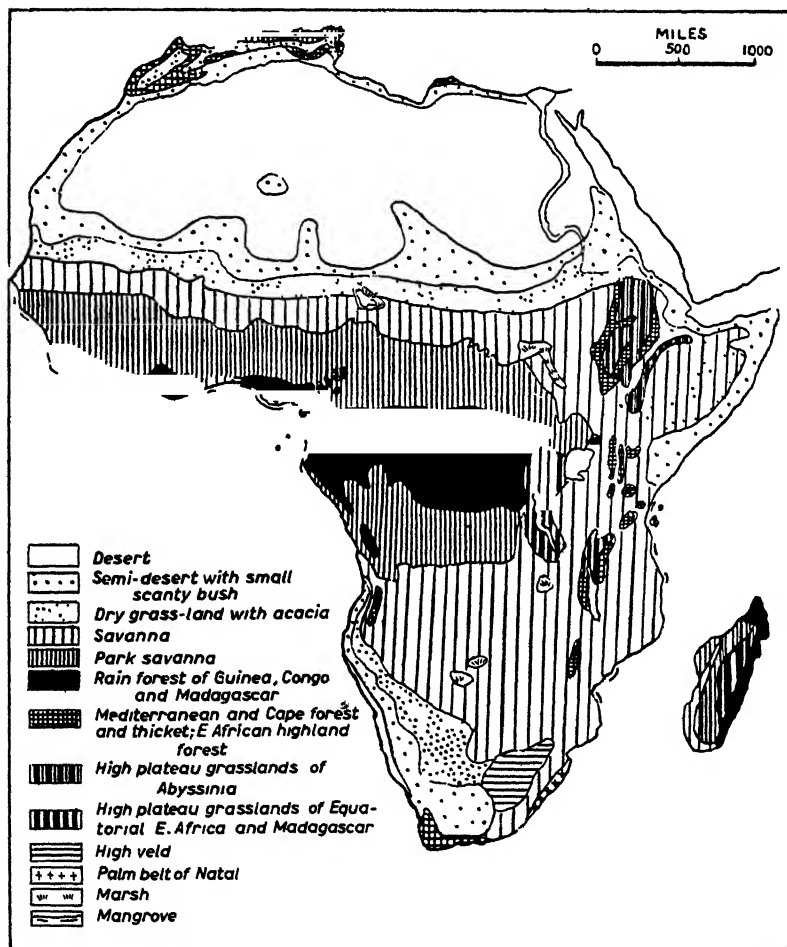 MILES
0 500 1000
Desert
Semi-desert with small
scanty bush
Dry grass-land with acacia
Savanna
Park savanna
Rain forest of Guinea, Congo
and Madagascar
Mediterranean and Cape forest
and thicket; E African highland
forest
High plateau grasslands of
Abyssinia
High plateau grasslands of Equa-
torial E. Africa and Madagascar
High veld
Palm belt of Natal
Marsh
Mangrove